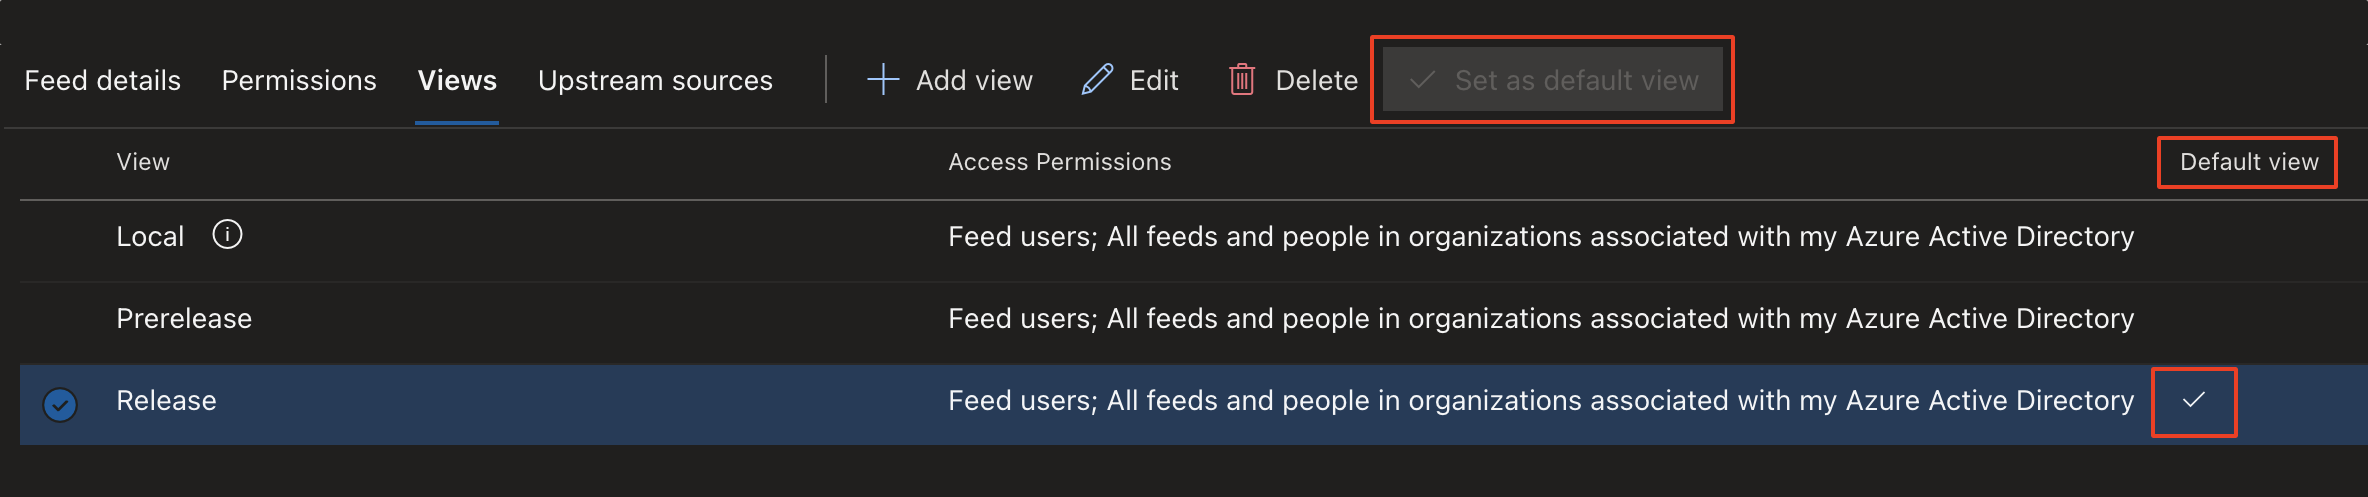 Feed details Permissions Views Upstream sources Add view Edit Delete Set as default view
View Access Permissions Default view
Local Feed users; All feeds and people in organizations associated with my Azure Active Directory
Prerelease Feed users; All feeds and people in organizations associated with my Azure Active Directory
Release Feed users; All feeds and people in organizations associated with my Azure Active Directory